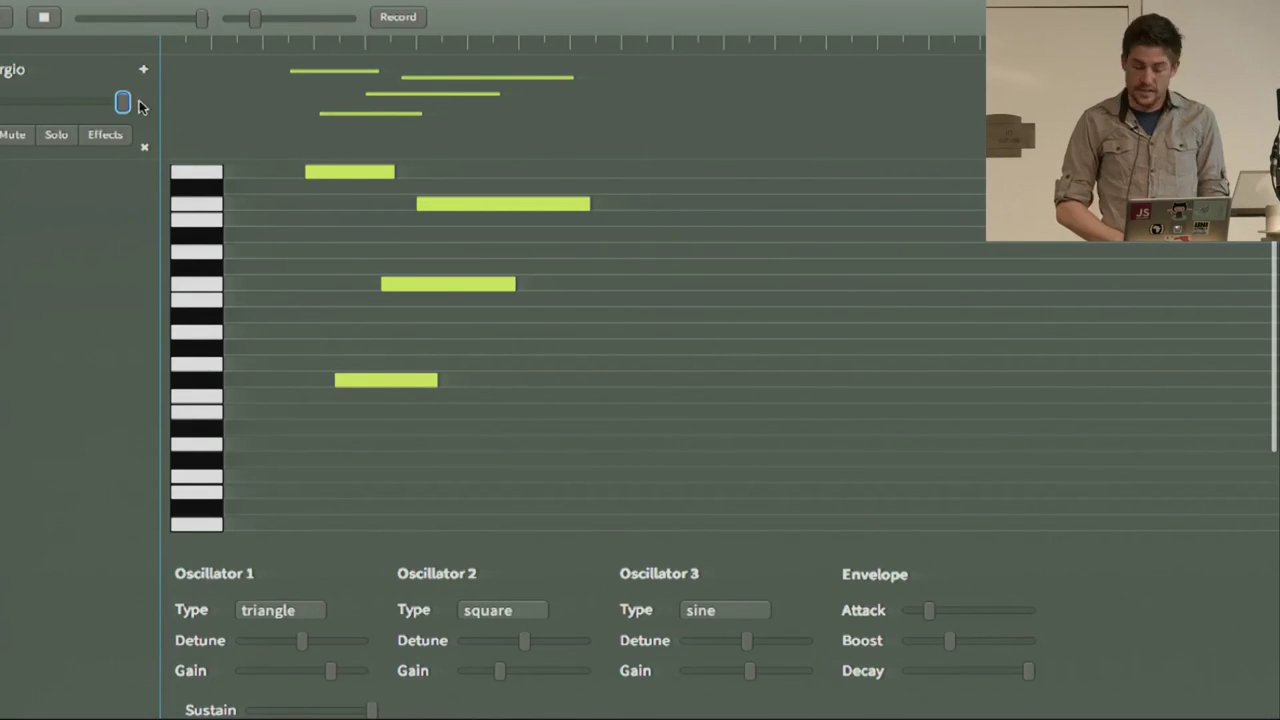 Record
rgio
+
Mute Solo Effects
x
Oscillator 1 Oscillator 2 Oscillator 3 Envelope
Type triangle Type square Type sine Attack
Detune Detune Detune Boost
Gain Gain Gain Decay
Sustain
JS